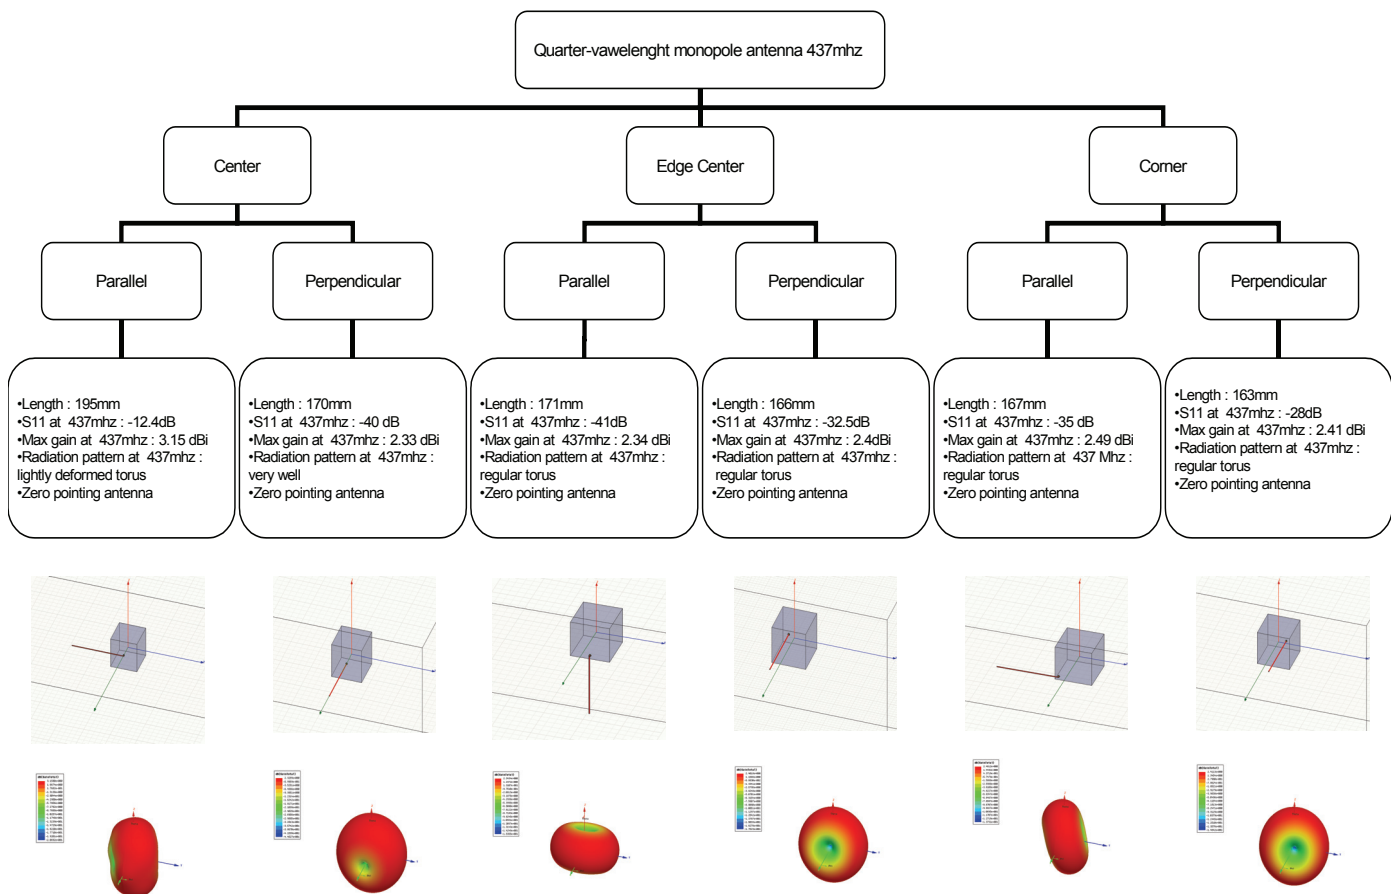 Quarter-vawelenght monopole antenna 437mhz
Center
Edge Center
Corner
Parallel
Perpendicular
Parallel
Perpendicular
Parallel
Perpendicular
•Length : 195mm
•S11 at 437mhz : -12.4dB
•Max gain at 437mhz : 3.15 dBi
•Radiation pattern at 437mhz :
lightly deformed torus
•Zero pointing antenna
•Length : 170mm
•S11 at 437mhz : -40 dB
•Max gain at 437mhz : 2.33 dBi
•Radiation pattern at 437mhz :
very well
•Zero pointing antenna
•Length : 171mm
•S11 at 437mhz : -41dB
•Max gain at 437mhz : 2.34 dBi
•Radiation pattern at 437mhz :
regular torus
•Zero pointing antenna
•Length : 166mm
•S11 at 437mhz : -32.5dB
•Max gain at 437mhz : 2.4dBi
•Radiation pattern at 437mhz :
regular torus
•Zero pointing antenna
•Length : 167mm
•S11 at 437mhz : -35 dB
•Max gain at 437mhz : 2.49 dBi
•Radiation pattern at 437 Mhz :
regular torus
•Zero pointing antenna
•Length : 163mm
•S11 at 437mhz : -28dB
•Max gain at 437mhz : 2.41 dBi
•Radiation pattern at 437mhz :
regular torus
•Zero pointing antenna